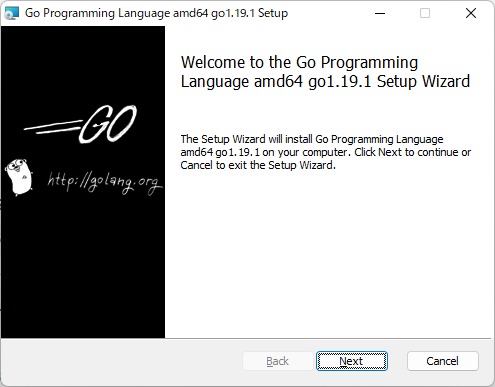 Go Programming Language amd64 go1.19.1 Setup
Welcome to the Go Programming
Language amd64 go1.19.1 Setup Wizard
GO
http://golang.org
The Setup Wizard will install Go Programming Language
amd64 go1.19.1 on your computer. Click Next to continue or
Cancel to exit the Setup Wizard.
Back
Next
Cancel